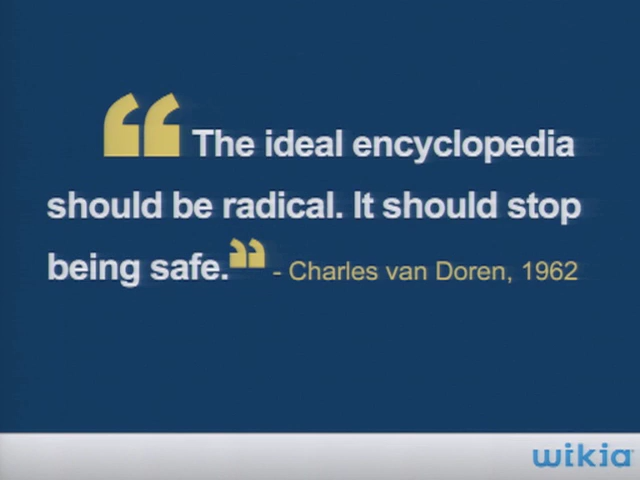 “The ideal encyclopedia
should be radical. It should stop
being safe.” - Charles van Doren, 1962
wikia